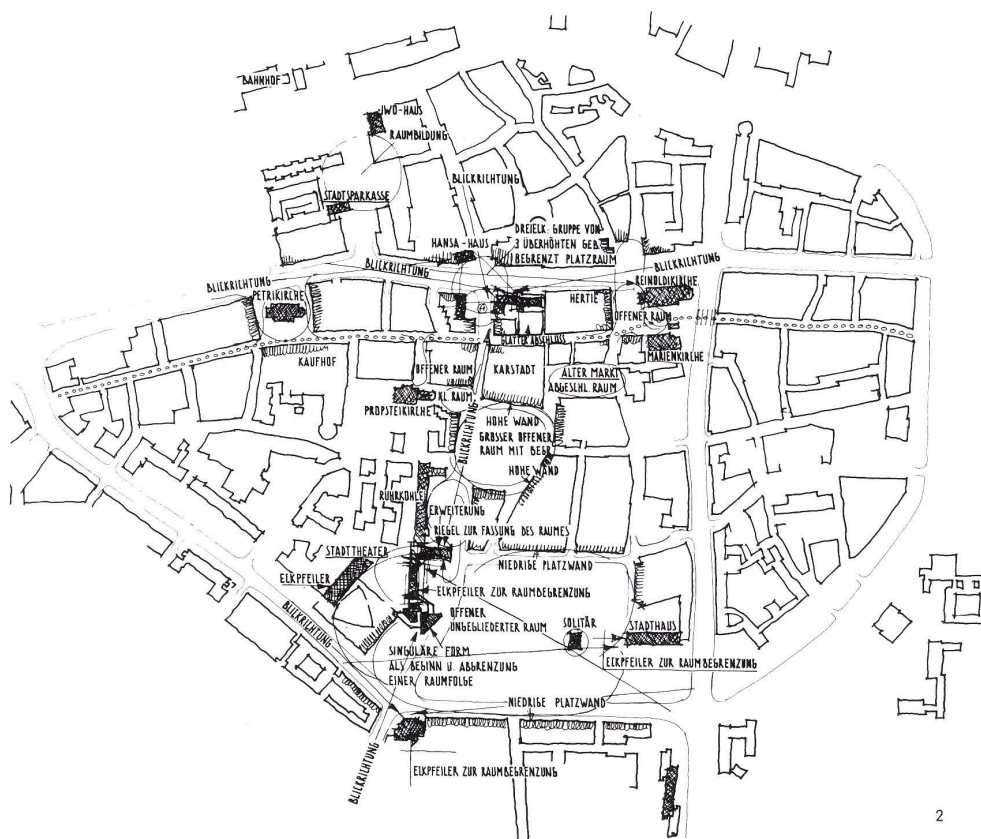 BAHNHOF
IWO-HAUS
RAUMBILDUNG
BLICKRICHTUNG
STADTSPARKASSE
DREIECK: GRUPPE VON
3 ÜBERHÖHTEN GEB.
BEGRENZT PLATZRAUM
HANSA-HAUS
BLICKRICHTUNG
BLICKRICHTUNG
BLICKRICHTUNG
REINOLDIKIRCHE
PETRIKIRCHE
HERTIE
OFFENER RAUM
GLATTER ABSCHLUSS
MARIENKIRCHE
KAUFHOF
OFFENER RAUM
KARSTADT
ALTER MARKT
ABGESCHL. RAUM
KL. RAUM
PROPSTEIKIRCHE
BLICKRICHTUNG
HOHE WAND
GROSSER OFFENER
RAUM MIT BEGR.
HOHE WAND
RUHRKOHLE
ERWEITERUNG
RIEGEL ZUR FASSUNG DES RAUMES
STADTTHEATER
NIEDRIGE PLATZWAND
ECKPFEILER
ECKPFEILER ZUR RAUMBEGRENZUNG
OFFENER
UNGEGLIEDERTER RAUM
SOLITÄR
STADTHAUS
BLICKRICHTUNG
SINGULÄRE FORM
ALS BEGINN U. ABGRENZUNG
EINER RAUMFOLGE
ECKPFEILER ZUR RAUMBEGRENZUNG
NIEDRIGE PLATZWAND
BLICKRICHTUNG
ECKPFEILER ZUR RAUMBEGRENZUNG
2